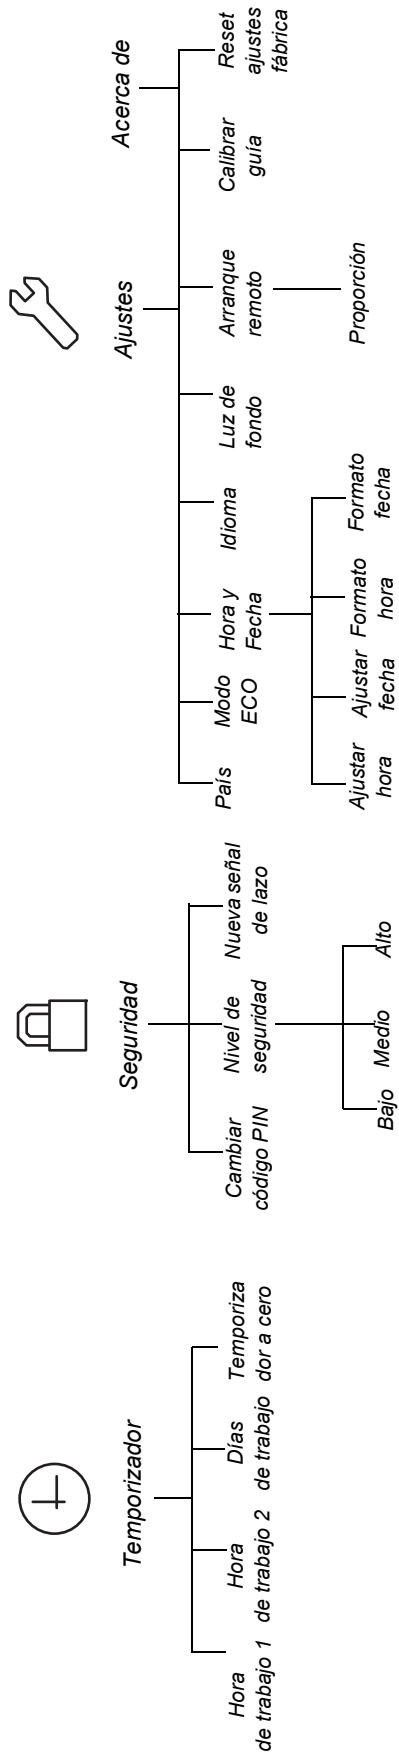 Temporizador
Hora
de trabajo 1
Hora
de trabajo 2
Días
de trabajo
Temporiza
dor a cero
Seguridad
Cambiar
código PIN
Nivel de
seguridad
Nueva señal
de lazo
Bajo
Medio
Alto
Ajustes
Acerca de
País
Modo
ECO
Hora y
Fecha
Idioma
Luz de
fondo
Arranque
remoto
Calibrar
guía
Reset
ajustes
fábrica
Ajustar
hora
Ajustar
fecha
Formato
hora
Formato
fecha
Proporción